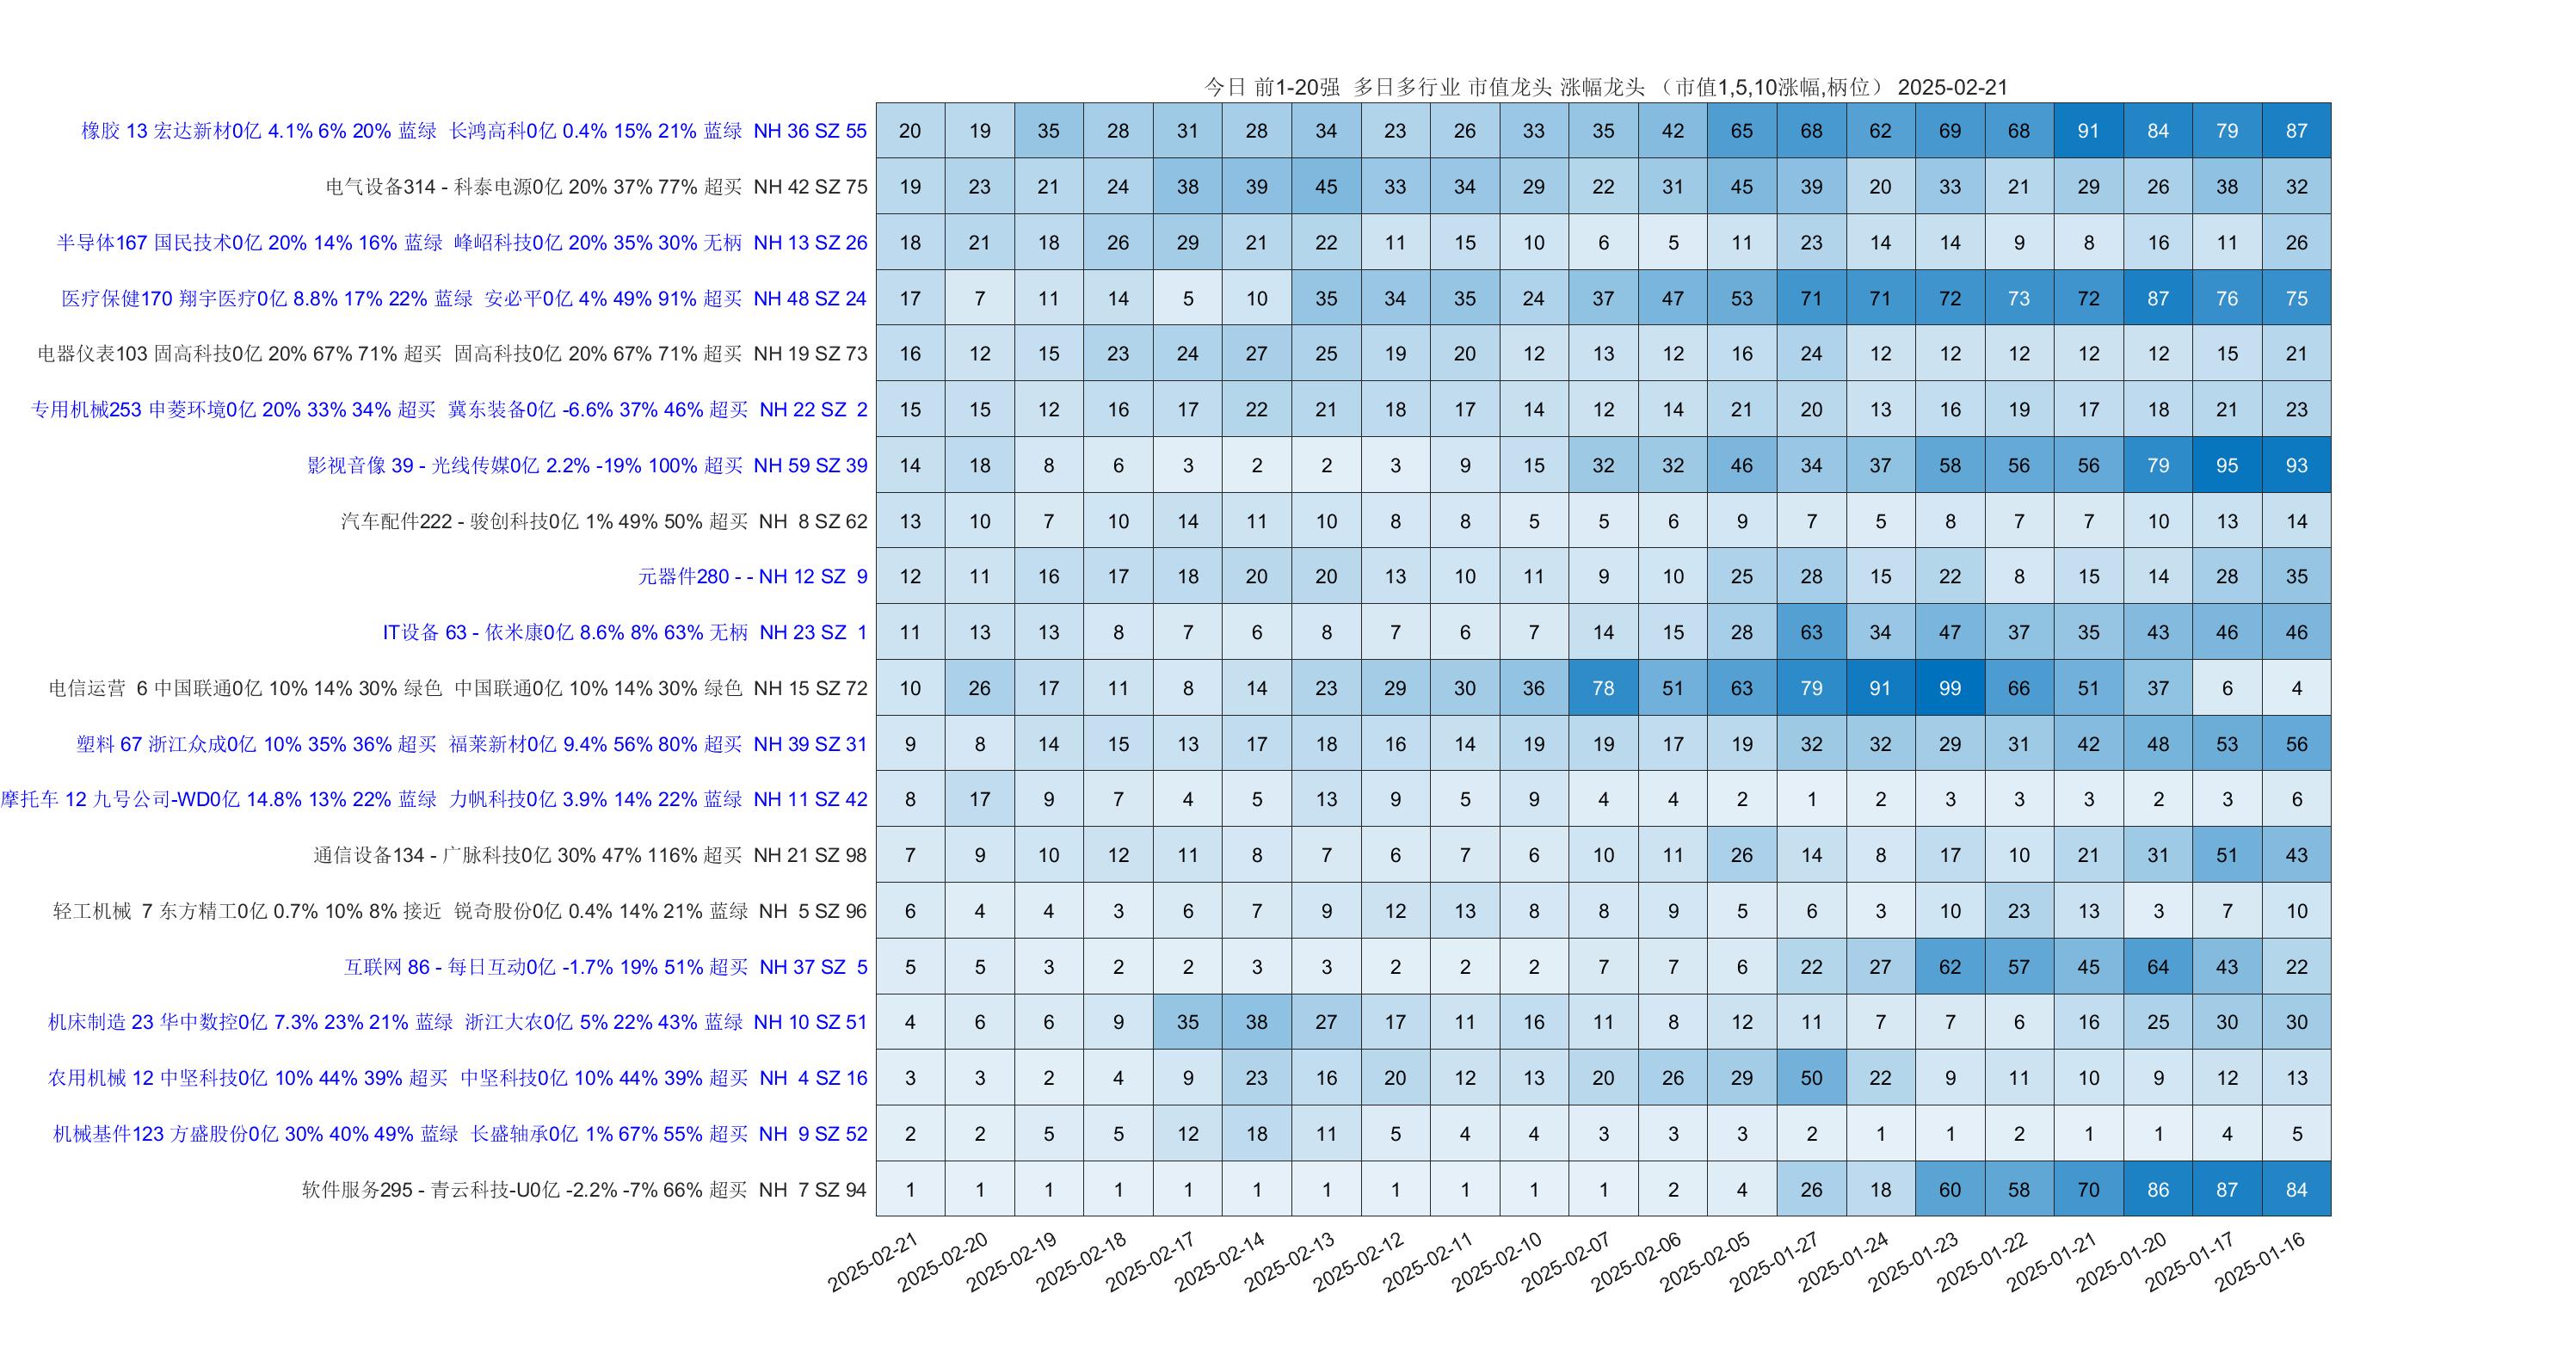 今日 前1-20强 多日多行业 市值龙头 涨幅龙头 （市值1,5,10涨幅,柄位） 2025-02-21
橡胶 13 宏达新材0亿 4.1% 6% 20% 蓝绿 长鸿高科0亿 0.4% 15% 21% 蓝绿 NH 36 SZ 55 20 19 35 28 31 28 34 23 26 33 35 42 65 68 62 69 68 91 84 79 87
电气设备314 - 科泰电源0亿 20% 37% 77% 超买 NH 42 SZ 75 19 23 21 24 38 39 45 33 34 29 22 31 45 39 20 33 21 29 26 38 32
半导体167 国民技术0亿 20% 14% 16% 蓝绿 峰岹科技0亿 20% 35% 30% 无柄 NH 13 SZ 26 18 21 18 26 29 21 22 11 15 10 6 5 11 23 14 14 9 8 16 11 26
医疗保健170 翔宇医疗0亿 8.8% 17% 22% 蓝绿 安必平0亿 4% 49% 91% 超买 NH 48 SZ 24 17 7 11 14 5 10 35 34 35 24 37 47 53 71 71 72 73 72 87 76 75
电器仪表103 固高科技0亿 20% 67% 71% 超买 固高科技0亿 20% 67% 71% 超买 NH 19 SZ 73 16 12 15 23 24 27 25 19 20 12 13 12 16 24 12 12 12 12 12 15 21
专用机械253 申菱环境0亿 20% 33% 34% 超买 冀东装备0亿 -6.6% 37% 46% 超买 NH 22 SZ 2 15 15 12 16 17 22 21 18 17 14 12 14 21 20 13 16 19 17 18 21 23
影视音像 39 - 光线传媒0亿 2.2% -19% 100% 超买 NH 59 SZ 39 14 18 8 6 3 2 2 3 9 15 32 32 46 34 37 58 56 56 79 95 93
汽车配件222 - 骏创科技0亿 1% 49% 50% 超买 NH 8 SZ 62 13 10 7 10 14 11 10 8 8 5 5 6 9 7 5 8 7 7 10 13 14
元器件280 - - NH 12 SZ 9 12 11 16 17 18 20 20 13 10 11 9 10 25 28 15 22 8 15 14 28 35
IT设备 63 - 依米康0亿 8.6% 8% 63% 无柄 NH 23 SZ 1 11 13 13 8 7 6 8 7 6 7 14 15 28 63 34 47 37 35 43 46 46
电信运营 6 中国联通0亿 10% 14% 30% 绿色 中国联通0亿 10% 14% 30% 绿色 NH 15 SZ 72 10 26 17 11 8 14 23 29 30 36 78 51 63 79 91 99 66 51 37 6 4
塑料 67 浙江众成0亿 10% 35% 36% 超买 福莱新材0亿 9.4% 56% 80% 超买 NH 39 SZ 31 9 8 14 15 13 17 18 16 14 19 19 17 19 32 32 29 31 42 48 53 56
摩托车 12 九号公司-WD0亿 14.8% 13% 22% 蓝绿 力帆科技0亿 3.9% 14% 22% 蓝绿 NH 11 SZ 42 8 17 9 7 4 5 13 9 5 9 4 4 2 1 2 3 3 3 2 3 6
通信设备134 - 广脉科技0亿 30% 47% 116% 超买 NH 21 SZ 98 7 9 10 12 11 8 7 6 7 6 10 11 26 14 8 17 10 21 31 51 43
轻工机械 7 东方精工0亿 0.7% 10% 8% 接近 锐奇股份0亿 0.4% 14% 21% 蓝绿 NH 5 SZ 96 6 4 4 3 6 7 9 12 13 8 8 9 5 6 3 10 23 13 3 7 10
互联网 86 - 每日互动0亿 -1.7% 19% 51% 超买 NH 37 SZ 5 5 5 3 2 2 3 3 2 2 2 7 7 6 22 27 62 57 45 64 43 22
机床制造 23 华中数控0亿 7.3% 23% 21% 蓝绿 浙江大农0亿 5% 22% 43% 蓝绿 NH 10 SZ 51 4 6 6 9 35 38 27 17 11 16 11 8 12 11 7 7 6 16 25 30 30
农用机械 12 中坚科技0亿 10% 44% 39% 超买 中坚科技0亿 10% 44% 39% 超买 NH 4 SZ 16 3 3 2 4 9 23 16 20 12 13 20 26 29 50 22 9 11 10 9 12 13
机械基件123 方盛股份0亿 30% 40% 49% 蓝绿 长盛轴承0亿 1% 67% 55% 超买 NH 9 SZ 52 2 2 5 5 12 18 11 5 4 4 3 3 3 2 1 1 2 1 1 4 5
软件服务295 - 青云科技-U0亿 -2.2% -7% 66% 超买 NH 7 SZ 94 1 1 1 1 1 1 1 1 1 1 1 2 4 26 18 60 58 70 86 87 84
2025-02-21 2025-02-20 2025-02-19 2025-02-18 2025-02-17 2025-02-14 2025-02-13 2025-02-12 2025-02-11 2025-02-10 2025-02-07 2025-02-06 2025-02-05 2025-01-27 2025-01-24 2025-01-23 2025-01-22 2025-01-21 2025-01-20 2025-01-17 2025-01-16